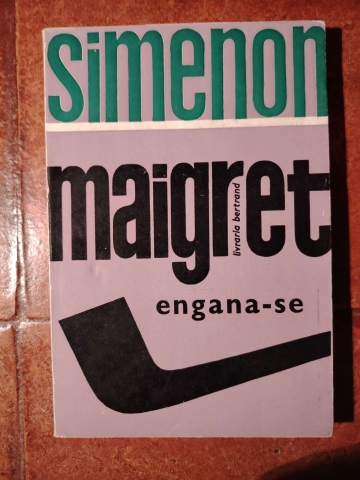 simenon
maigret
livraria bertrand
engana-se